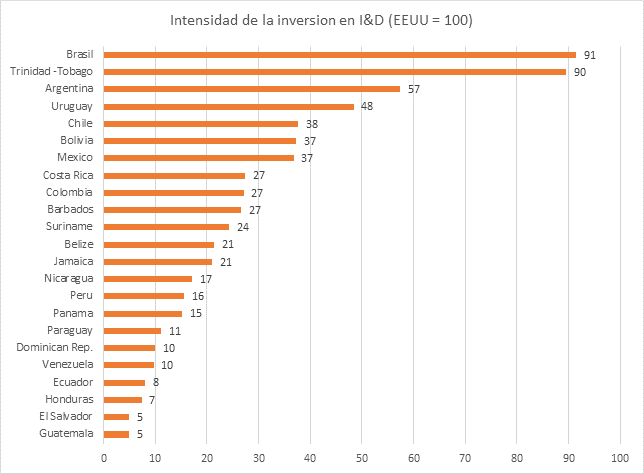 Intensidad de la inversion en I&D (EEUU = 100)
Brasil 91
Trinidad -Tobago 90
Argentina 57
Uruguay 48
Chile 38
Bolivia 37
Mexico 37
Costa Rica 27
Colombia 27
Barbados 27
Suriname 24
Belize 21
Jamaica 21
Nicaragua 17
Peru 16
Panama 15
Paraguay 11
Dominican Rep. 10
Venezuela 10
Ecuador 8
Honduras 7
El Salvador 5
Guatemala 5
0 10 20 30 40 50 60 70 80 90 100